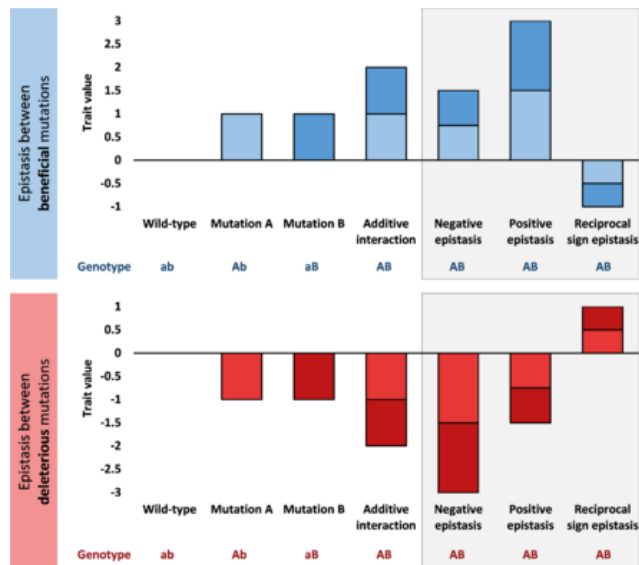 Epistasis between
beneficial mutations
Trait value
3
2.5
2
1.5
1
0.5
0
-0.5
-1
Wild-type
Mutation A
Mutation B
Additive
interaction
Negative
epistasis
Positive
epistasis
Reciprocal
sign epistasis
Genotype ab Ab aB AB AB AB AB
Epistasis between
deleterious mutations
Trait value
1
0.5
0
-0.5
-1
-1.5
-2
-2.5
-3
Wild-type
Mutation A
Mutation B
Additive
interaction
Negative
epistasis
Positive
epistasis
Reciprocal
sign epistasis
Genotype ab Ab aB AB AB AB AB